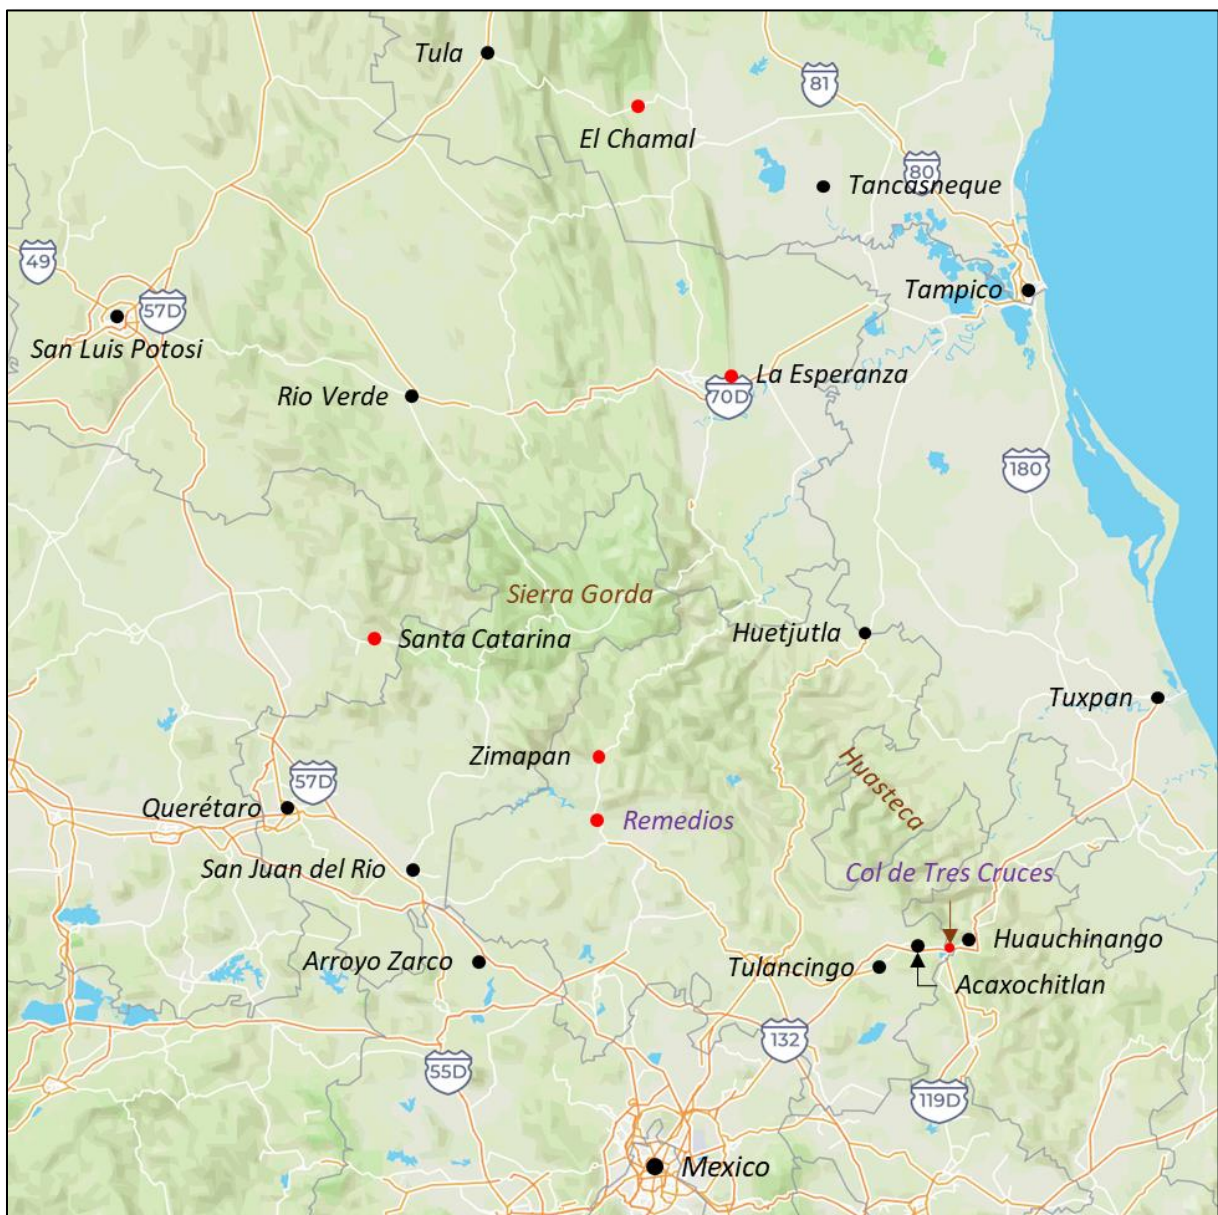 Tula
81
El Chamal
80
Tancasneque
49
57D
Tampico
San Luis Potosi
La Esperanza
Rio Verde
70D
180
Sierra Gorda
Santa Catarina
Huetjutla
Tuxpan
Zimapan
57D
Huasteca
Querétaro
Remedios
San Juan del Rio
Col de Tres Cruces
Huauchinango
Arroyo Zarco
Tulancingo
Acaxochitlan
132
55D
119D
Mexico